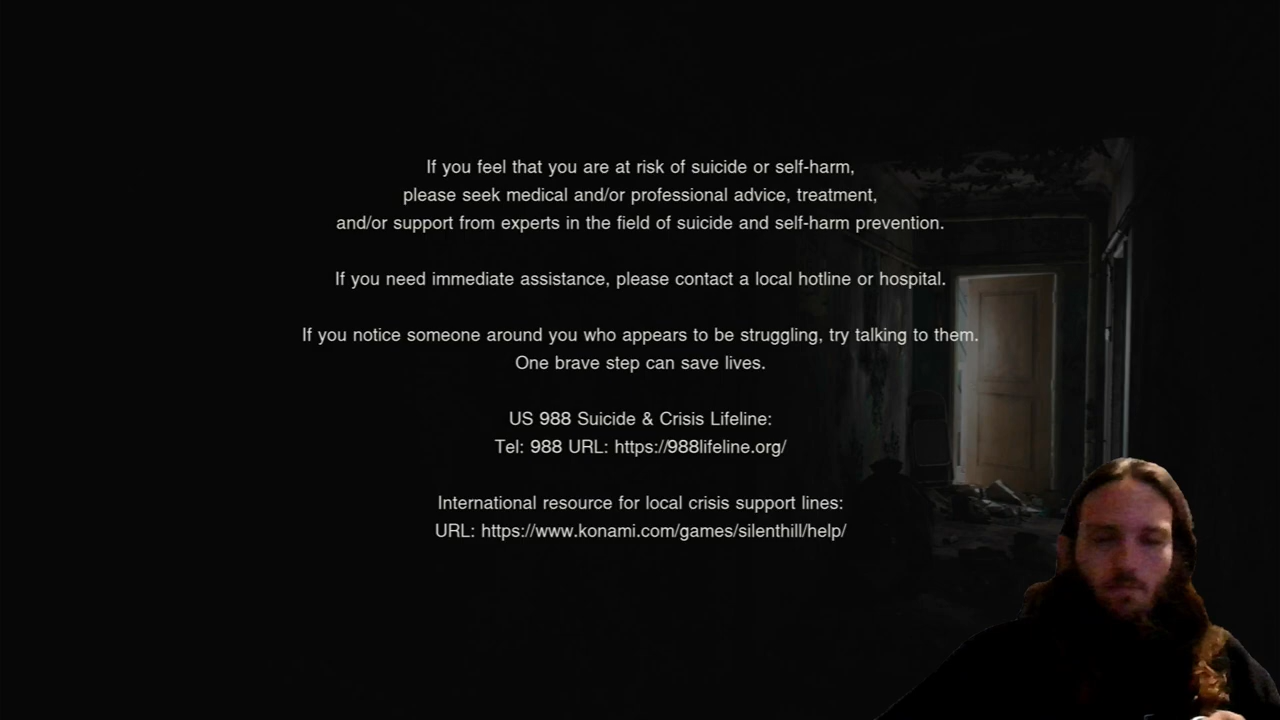 If you feel that you are at risk of suicide or self-harm,
please seek medical and/or professional advice, treatment,
and/or support from experts in the field of suicide and self-harm prevention.
If you need immediate assistance, please contact a local hotline or hospital.
If you notice someone around you who appears to be struggling, try talking to them.
One brave step can save lives.
US 988 Suicide & Crisis Lifeline:
Tel: 988 URL: https://988lifeline.org/
International resource for local crisis support lines:
URL: https://www.konami.com/games/silenthill/help/